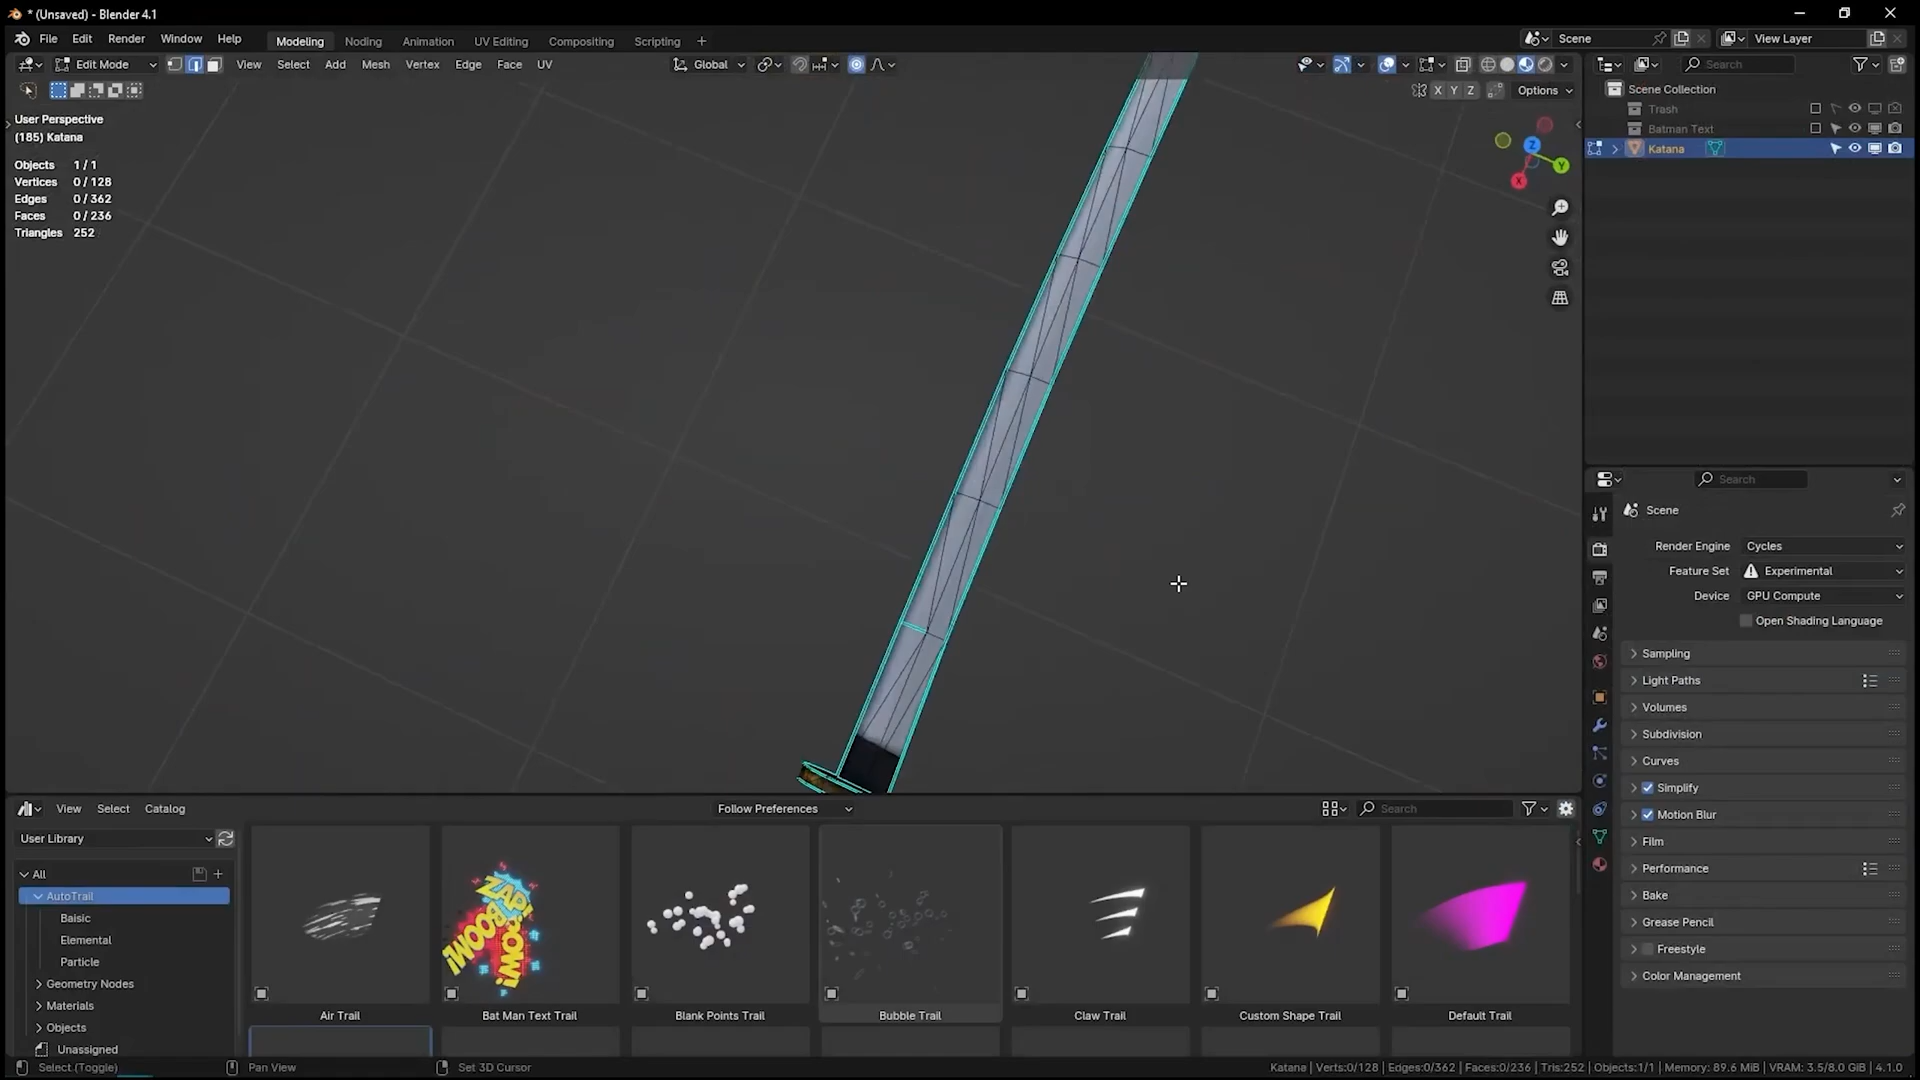 * (Unsaved) - Blender 4.1
File Edit Render Window Help
Modeling Noding Animation UV Editing Compositing Scripting +
Scene
View Layer
Edit Mode
View Select Add Mesh Vertex Edge Face UV
Global
Search
X Y Z
Options
User Perspective
(185) Katana
Objects 1 / 1
Vertices 0 / 128
Edges 0 / 362
Faces 0 / 236
Triangles 252
Z
Y
X
Scene Collection
Trash
Batman Text
Katana
Search
Scene
Render Engine Cycles
Feature Set Experimental
Device GPU Compute
Open Shading Language
Sampling
Light Paths
Volumes
Subdivision
Curves
Simplify
Motion Blur
Film
Performance
Bake
Grease Pencil
Freestyle
Color Management
View Select Catalog
Follow Preferences
Search
User Library
All
AutoTrail
Baisic
Elemental
Particle
Geometry Nodes
Materials
Objects
Unassigned
ZAP!
¡WOOOM!
POW!
Air Trail
Bat Man Text Trail
Blank Points Trail
Bubble Trail
Claw Trail
Custom Shape Trail
Default Trail
Select (Toggle)
Pan View
Set 3D Cursor
Katana | Verts:0/128 | Edges:0/362 | Faces:0/236 | Tris:252 | Objects:1/1 | Memory: 89.6 MiB | VRAM: 3.5/8.0 GiB | 4.1.0